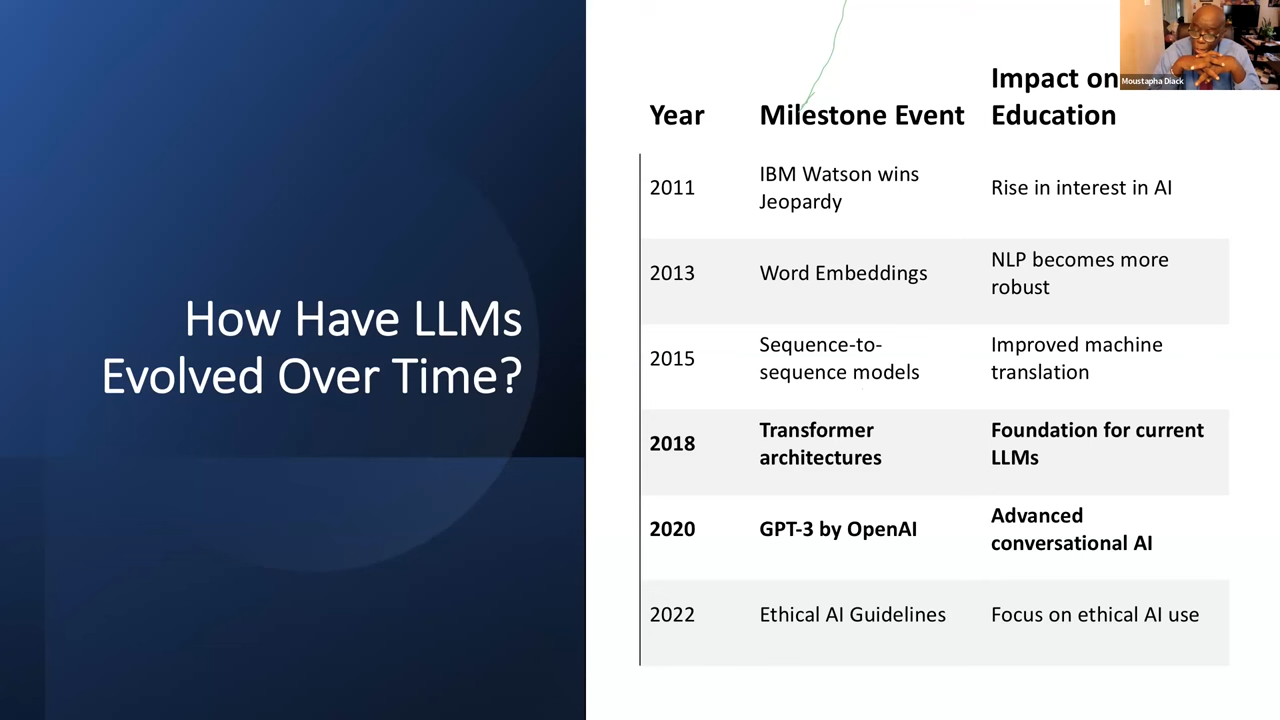 How Have LLMs
Evolved Over Time?
Moustapha Diack
Year
Milestone Event
Impact on
Education
2011
IBM Watson wins
Jeopardy
Rise in interest in AI
2013
Word Embeddings
NLP becomes more
robust
2015
Sequence-to-
sequence models
Improved machine
translation
2018
Transformer
architectures
Foundation for current
LLMs
2020
GPT-3 by OpenAI
Advanced
conversational AI
2022
Ethical AI Guidelines
Focus on ethical AI use